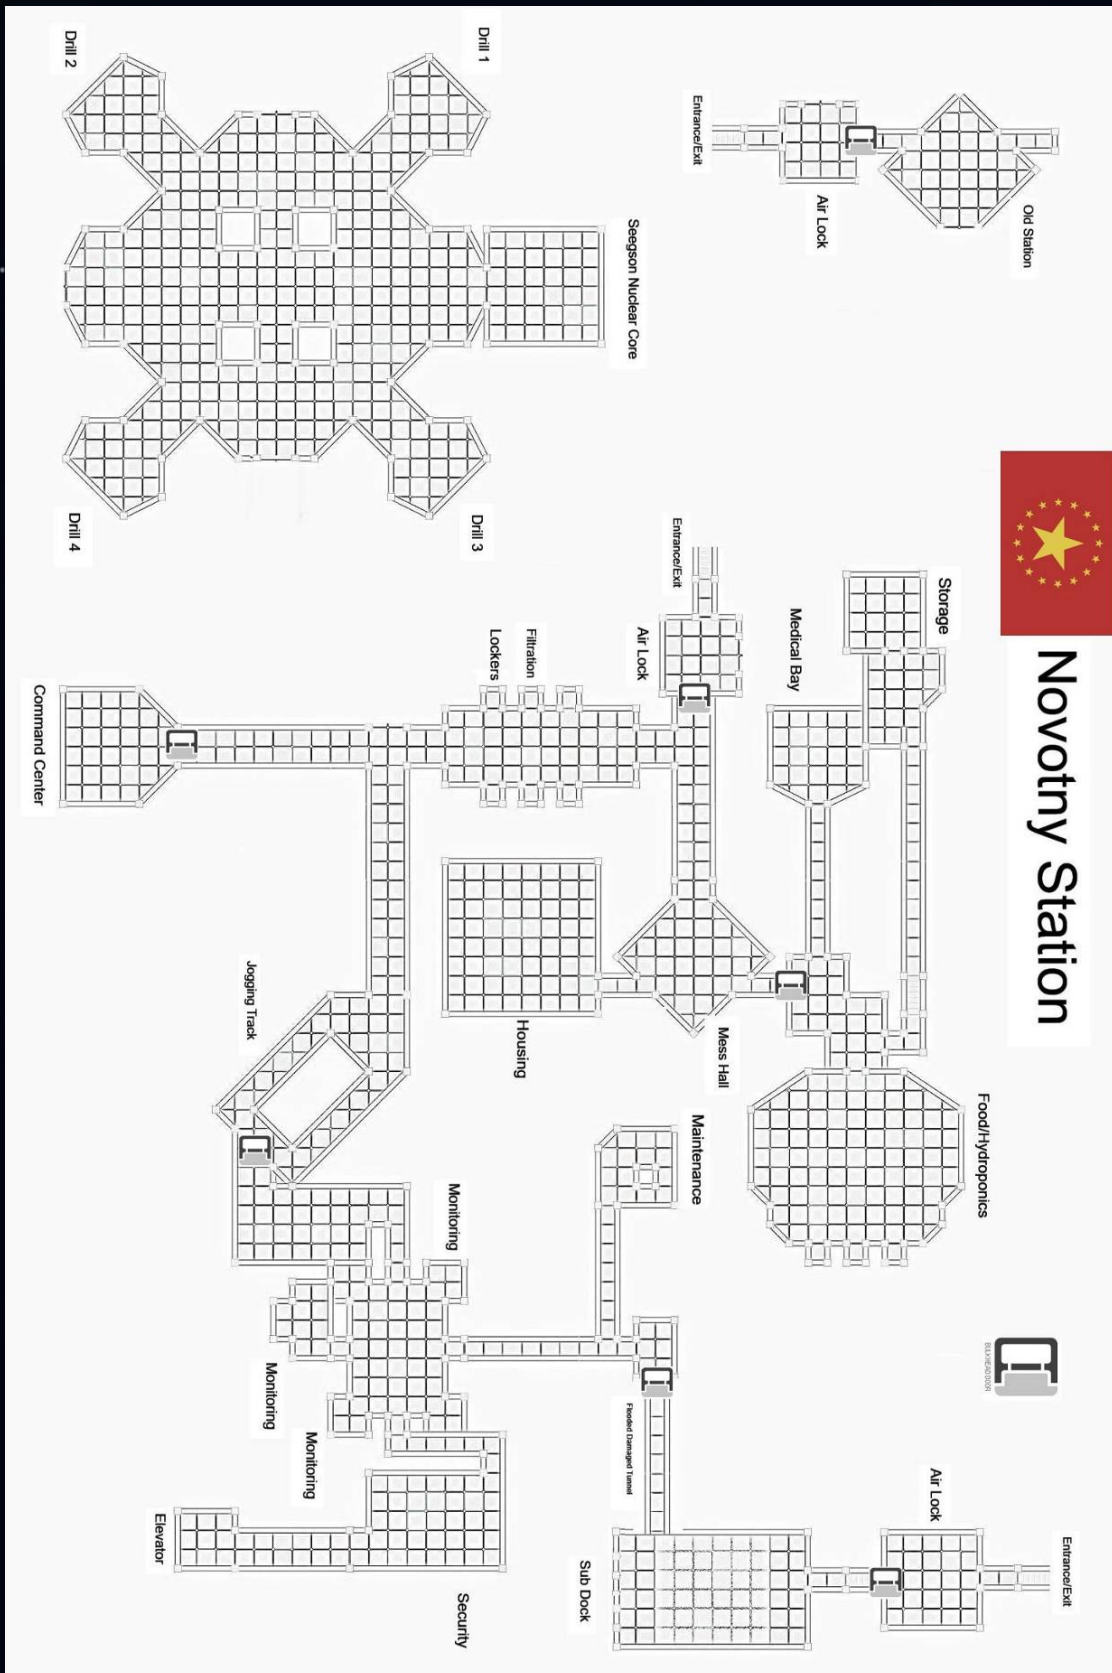 Novotny Station
BULKHEAD DOOR
Old Station
Air Lock
Entrance/Exit
Drill 1
Drill 2
Seegson Nuclear Core
Drill 3
Drill 4
Storage
Medical Bay
Entrance/Exit
Air Lock
Filtration
Lockers
Command Center
Food/Hydroponics
Mess Hall
Housing
Jogging Track
Maintenance
Monitoring
Monitoring
Monitoring
Flooded Damaged Tunnel
Air Lock
Entrance/Exit
Sub Dock
Security
Elevator